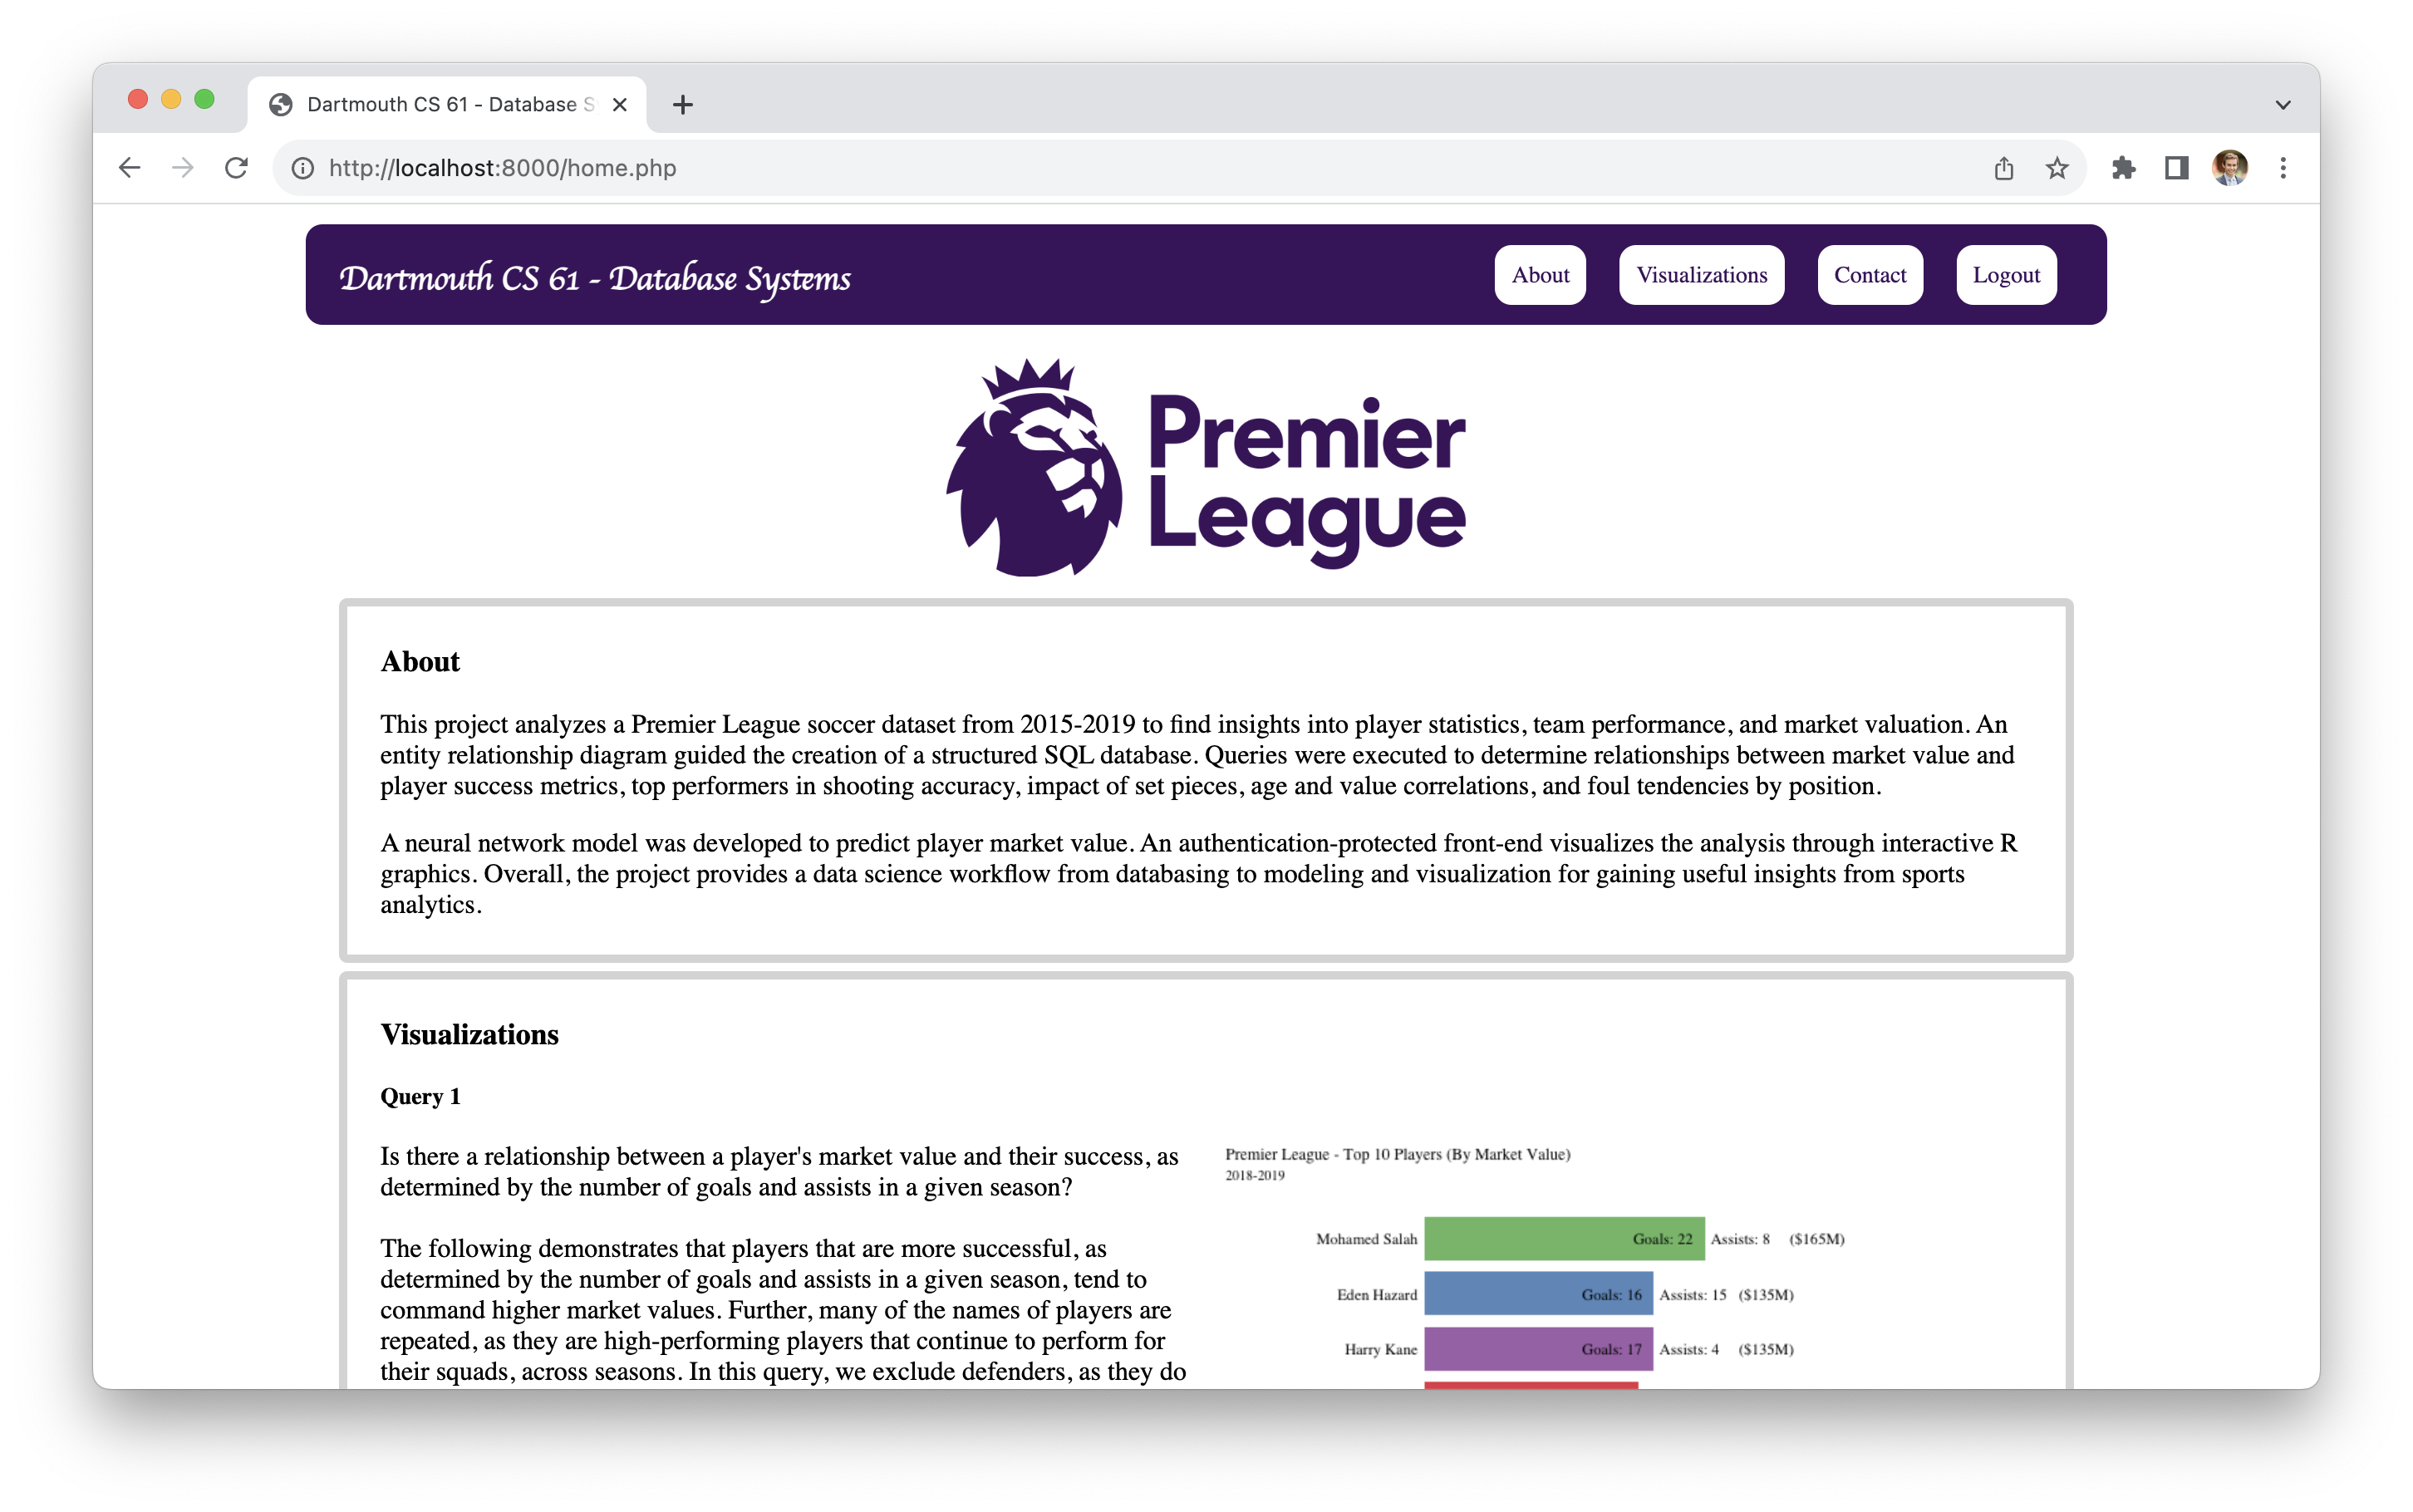 Dartmouth CS 61 - Database S
http://localhost:8000/home.php
Dartmouth CS 61 - Database Systems
About
Visualizations
Contact
Logout
Premier
League
About
This project analyzes a Premier League soccer dataset from 2015-2019 to find insights into player statistics, team performance, and market valuation. An
entity relationship diagram guided the creation of a structured SQL database. Queries were executed to determine relationships between market value and
player success metrics, top performers in shooting accuracy, impact of set pieces, age and value correlations, and foul tendencies by position.
A neural network model was developed to predict player market value. An authentication-protected front-end visualizes the analysis through interactive R
graphics. Overall, the project provides a data science workflow from databasing to modeling and visualization for gaining useful insights from sports
analytics.
Visualizations
Query 1
Is there a relationship between a player's market value and their success, as
determined by the number of goals and assists in a given season?
The following demonstrates that players that are more successful, as
determined by the number of goals and assists in a given season, tend to
command higher market values. Further, many of the names of players are
repeated, as they are high-performing players that continue to perform for
their squads, across seasons. In this query, we exclude defenders, as they do
Premier League - Top 10 Players (By Market Value)
2018-2019
Mohamed Salah Goals: 22 Assists: 8 ($165M)
Eden Hazard Goals: 16 Assists: 15 ($135M)
Harry Kane Goals: 17 Assists: 4 ($135M)